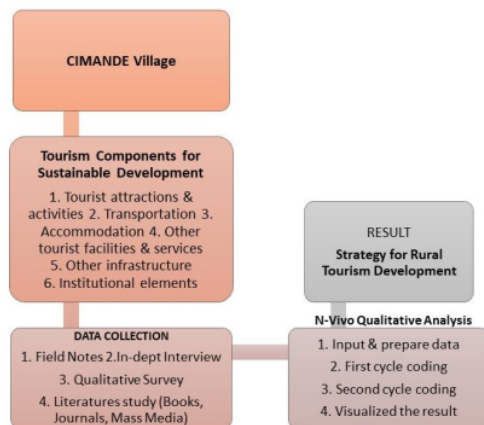 CIMANDE Village
Tourism Components for
Sustainable Development
1. Tourist attractions &
activities 2. Transportation 3.
Accommodation 4. Other
tourist facilities & services
5. Other infrastructure
6. Institutional elements
DATA COLLECTION
1. Field Notes 2.In-dept Interview
3. Qualitative Survey
4. Literatures study (Books,
Journals, Mass Media)
N-Vivo Qualitative Analysis
1. Input & prepare data
2. First cycle coding
3. Second cycle coding
4. Visualized the result
RESULT
Strategy for Rural
Tourism Development